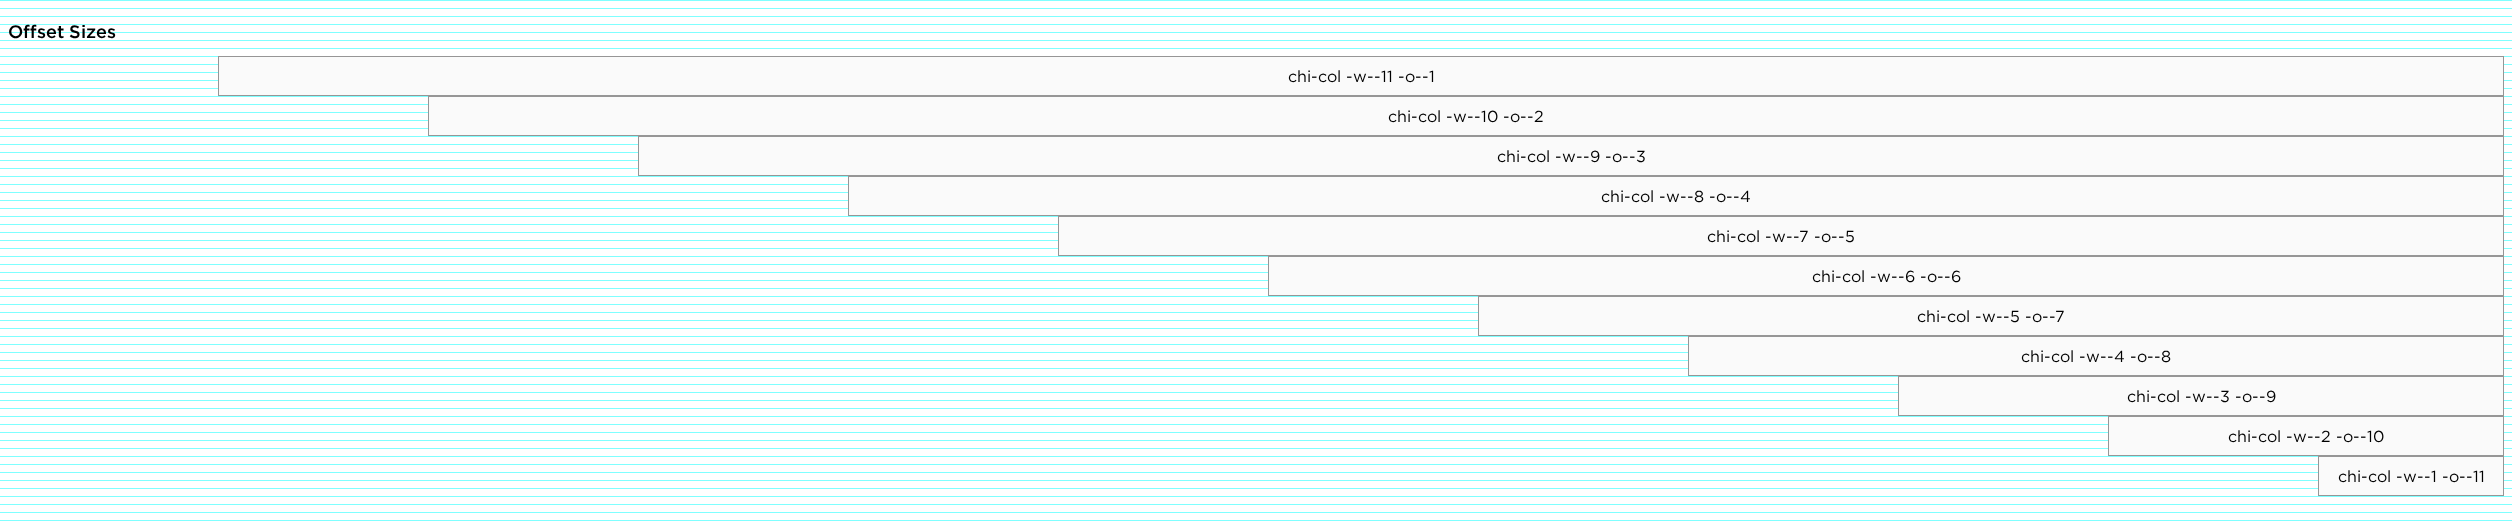 Offset Sizes
chi-col -w--11 -o--1
chi-col -w--10 -o--2
chi-col -w--9 -o--3
chi-col -w--8 -o--4
chi-col -w--7 -o--5
chi-col -w--6 -o--6
chi-col -w--5 -o--7
chi-col -w--4 -o--8
chi-col -w--3 -o--9
chi-col -w--2 -o--10
chi-col -w--1 -o--11